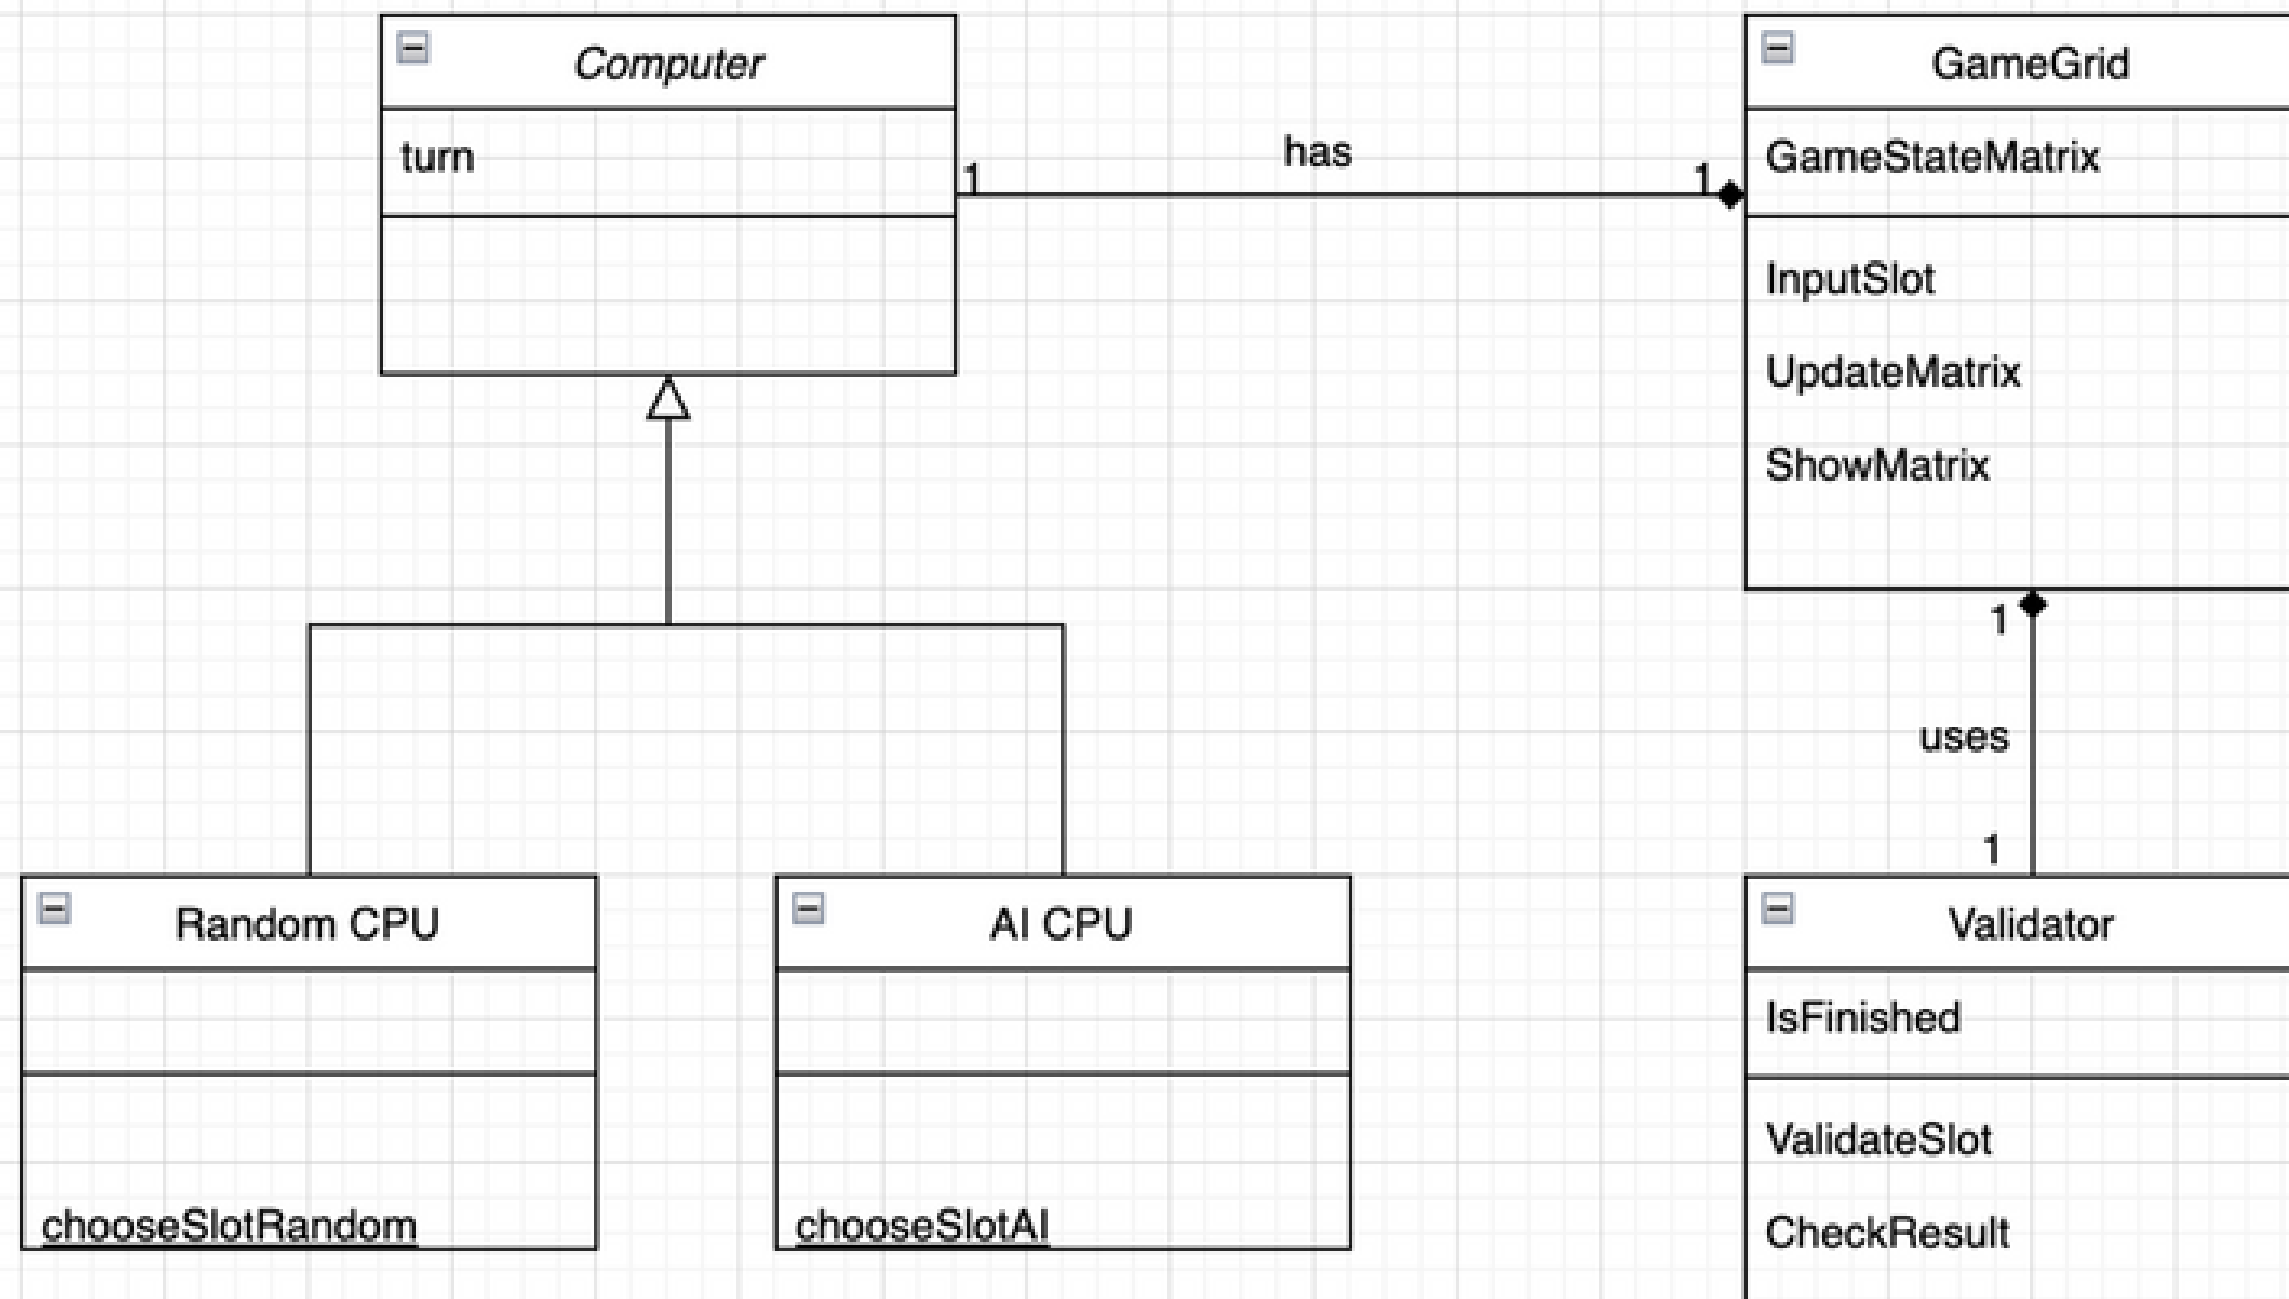 Computer
turn
1
has
1
GameGrid
GameStateMatrix
InputSlot
UpdateMatrix
ShowMatrix
1
uses
1
Random CPU
chooseSlotRandom
AI CPU
chooseSlotAI
Validator
IsFinished
ValidateSlot
CheckResult